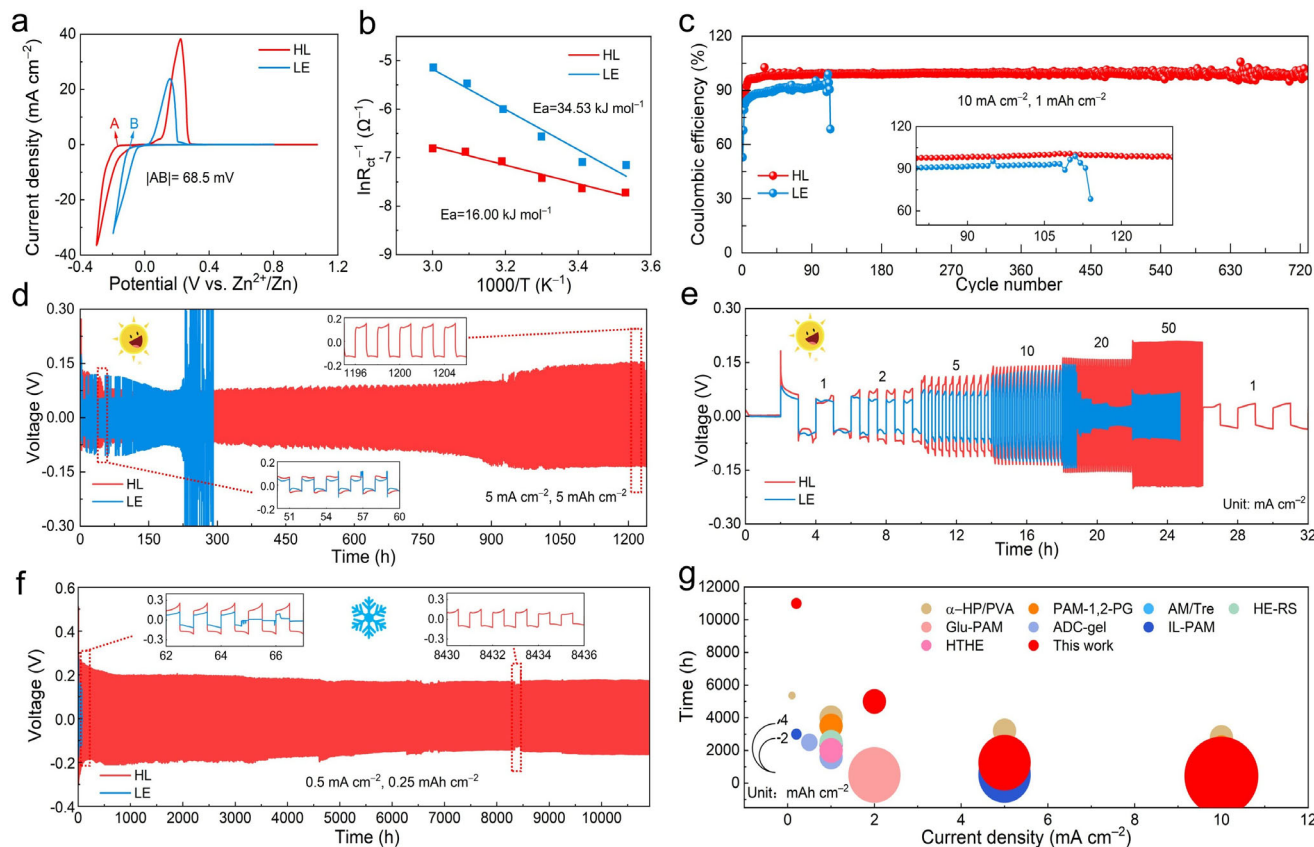 a
Current density (mA cm⁻²)
40
20
0
-20
-40
HL
LE
A
B
|AB|= 68.5 mV
-0.4
0.0
0.4
0.8
1.2
Potential (V vs. Zn²⁺/Zn)
b
lnRct⁻¹ (Ω⁻¹)
-5
-6
-7
-8
-9
HL
LE
Ea=34.53 kJ mol⁻¹
Ea=16.00 kJ mol⁻¹
3.0
3.2
3.4
3.6
1000/T (K⁻¹)
c
Coulombic efficiency (%)
120
90
60
30
0
10 mA cm⁻², 1 mAh cm⁻²
HL
LE
120
90
60
90
105
120
0
90
180
270
360
450
540
630
720
Cycle number
d
Voltage (V)
0.30
0.15
0.00
-0.15
-0.30
0.2
0.0
-0.2
1196
1200
1204
0.2
0.0
-0.2
51
54
57
60
HL
LE
5 mA cm⁻², 5 mAh cm⁻²
0
150
300
450
600
750
900
1050
1200
Time (h)
e
Voltage (V)
0.30
0.15
0.00
-0.15
-0.30
1
2
5
10
20
50
1
HL
LE
Unit: mA cm⁻²
0
4
8
12
16
20
24
28
32
Time (h)
f
Voltage (V)
0.6
0.4
0.2
0.0
-0.2
-0.4
0.3
0.0
-0.3
62
64
66
0.3
0.0
-0.3
8430
8432
8434
8436
HL
LE
0.5 mA cm⁻², 0.25 mAh cm⁻²
0
1000
2000
3000
4000
5000
6000
7000
8000
9000
10000
Time (h)
g
Time (h)
12000
10000
8000
6000
4000
2000
0
α–HP/PVA
PAM-1,2-PG
AM/Tre
HE-RS
Glu-PAM
ADC-gel
IL-PAM
HTHE
This work
4
2
Unit: mAh cm⁻²
0
2
4
6
8
10
12
Current density (mA cm⁻²)